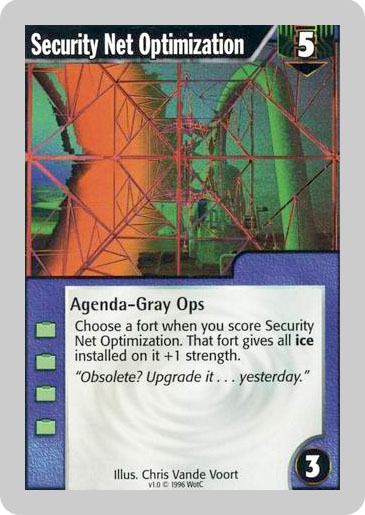 Security Net Optimization
5
Agenda-Gray Ops
Choose a fort when you score Security
Net Optimization. That fort gives all ice
installed on it +1 strength.
“Obsolete? Upgrade it . . . yesterday.”
Illus. Chris Vande Voort
v1.0 © 1996 WotC
3